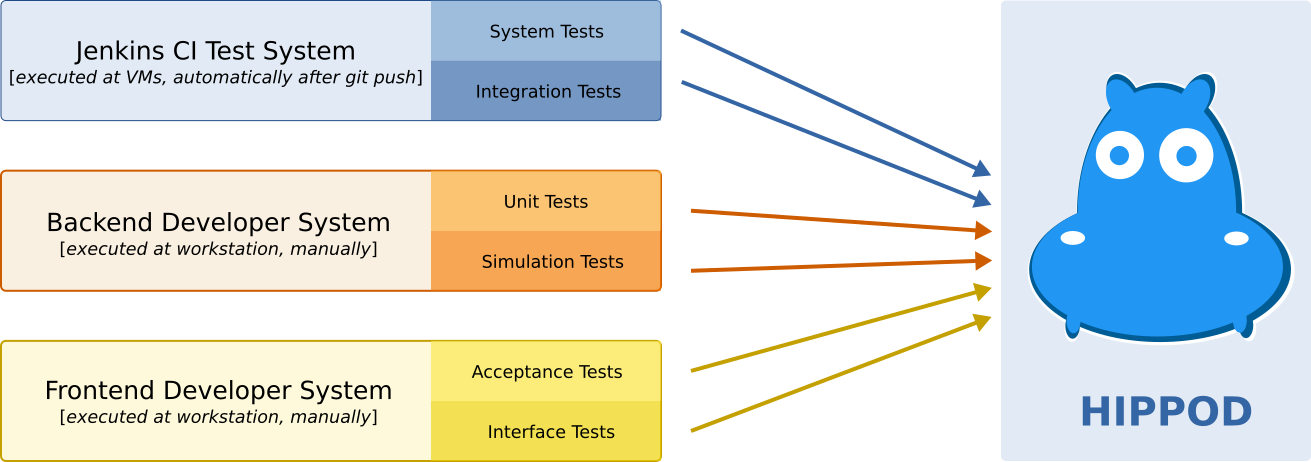 Jenkins CI Test System
[executed at VMs, automatically after git push]
System Tests
Integration Tests
Backend Developer System
[executed at workstation, manually]
Unit Tests
Simulation Tests
Frontend Developer System
[executed at workstation, manually]
Acceptance Tests
Interface Tests
HIPPOD